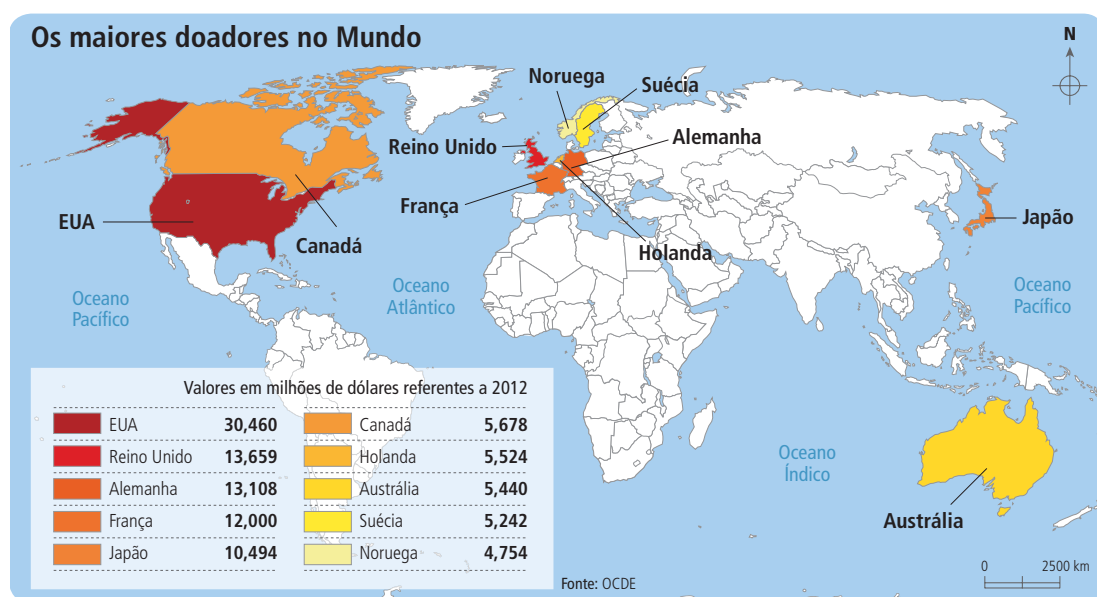 Os maiores doadores no Mundo
N
Noruega
Suécia
Reino Unido
Alemanha
França
EUA
Canadá
Holanda
Japão
Oceano
Pacífico
Oceano
Atlântico
Oceano
Pacífico
Oceano
Índico
Austrália
Valores em milhões de dólares referentes a 2012
EUA 30,460 Canadá 5,678
Reino Unido 13,659 Holanda 5,524
Alemanha 13,108 Austrália 5,440
França 12,000 Suécia 5,242
Japão 10,494 Noruega 4,754
Fonte: OCDE
0 2500 km